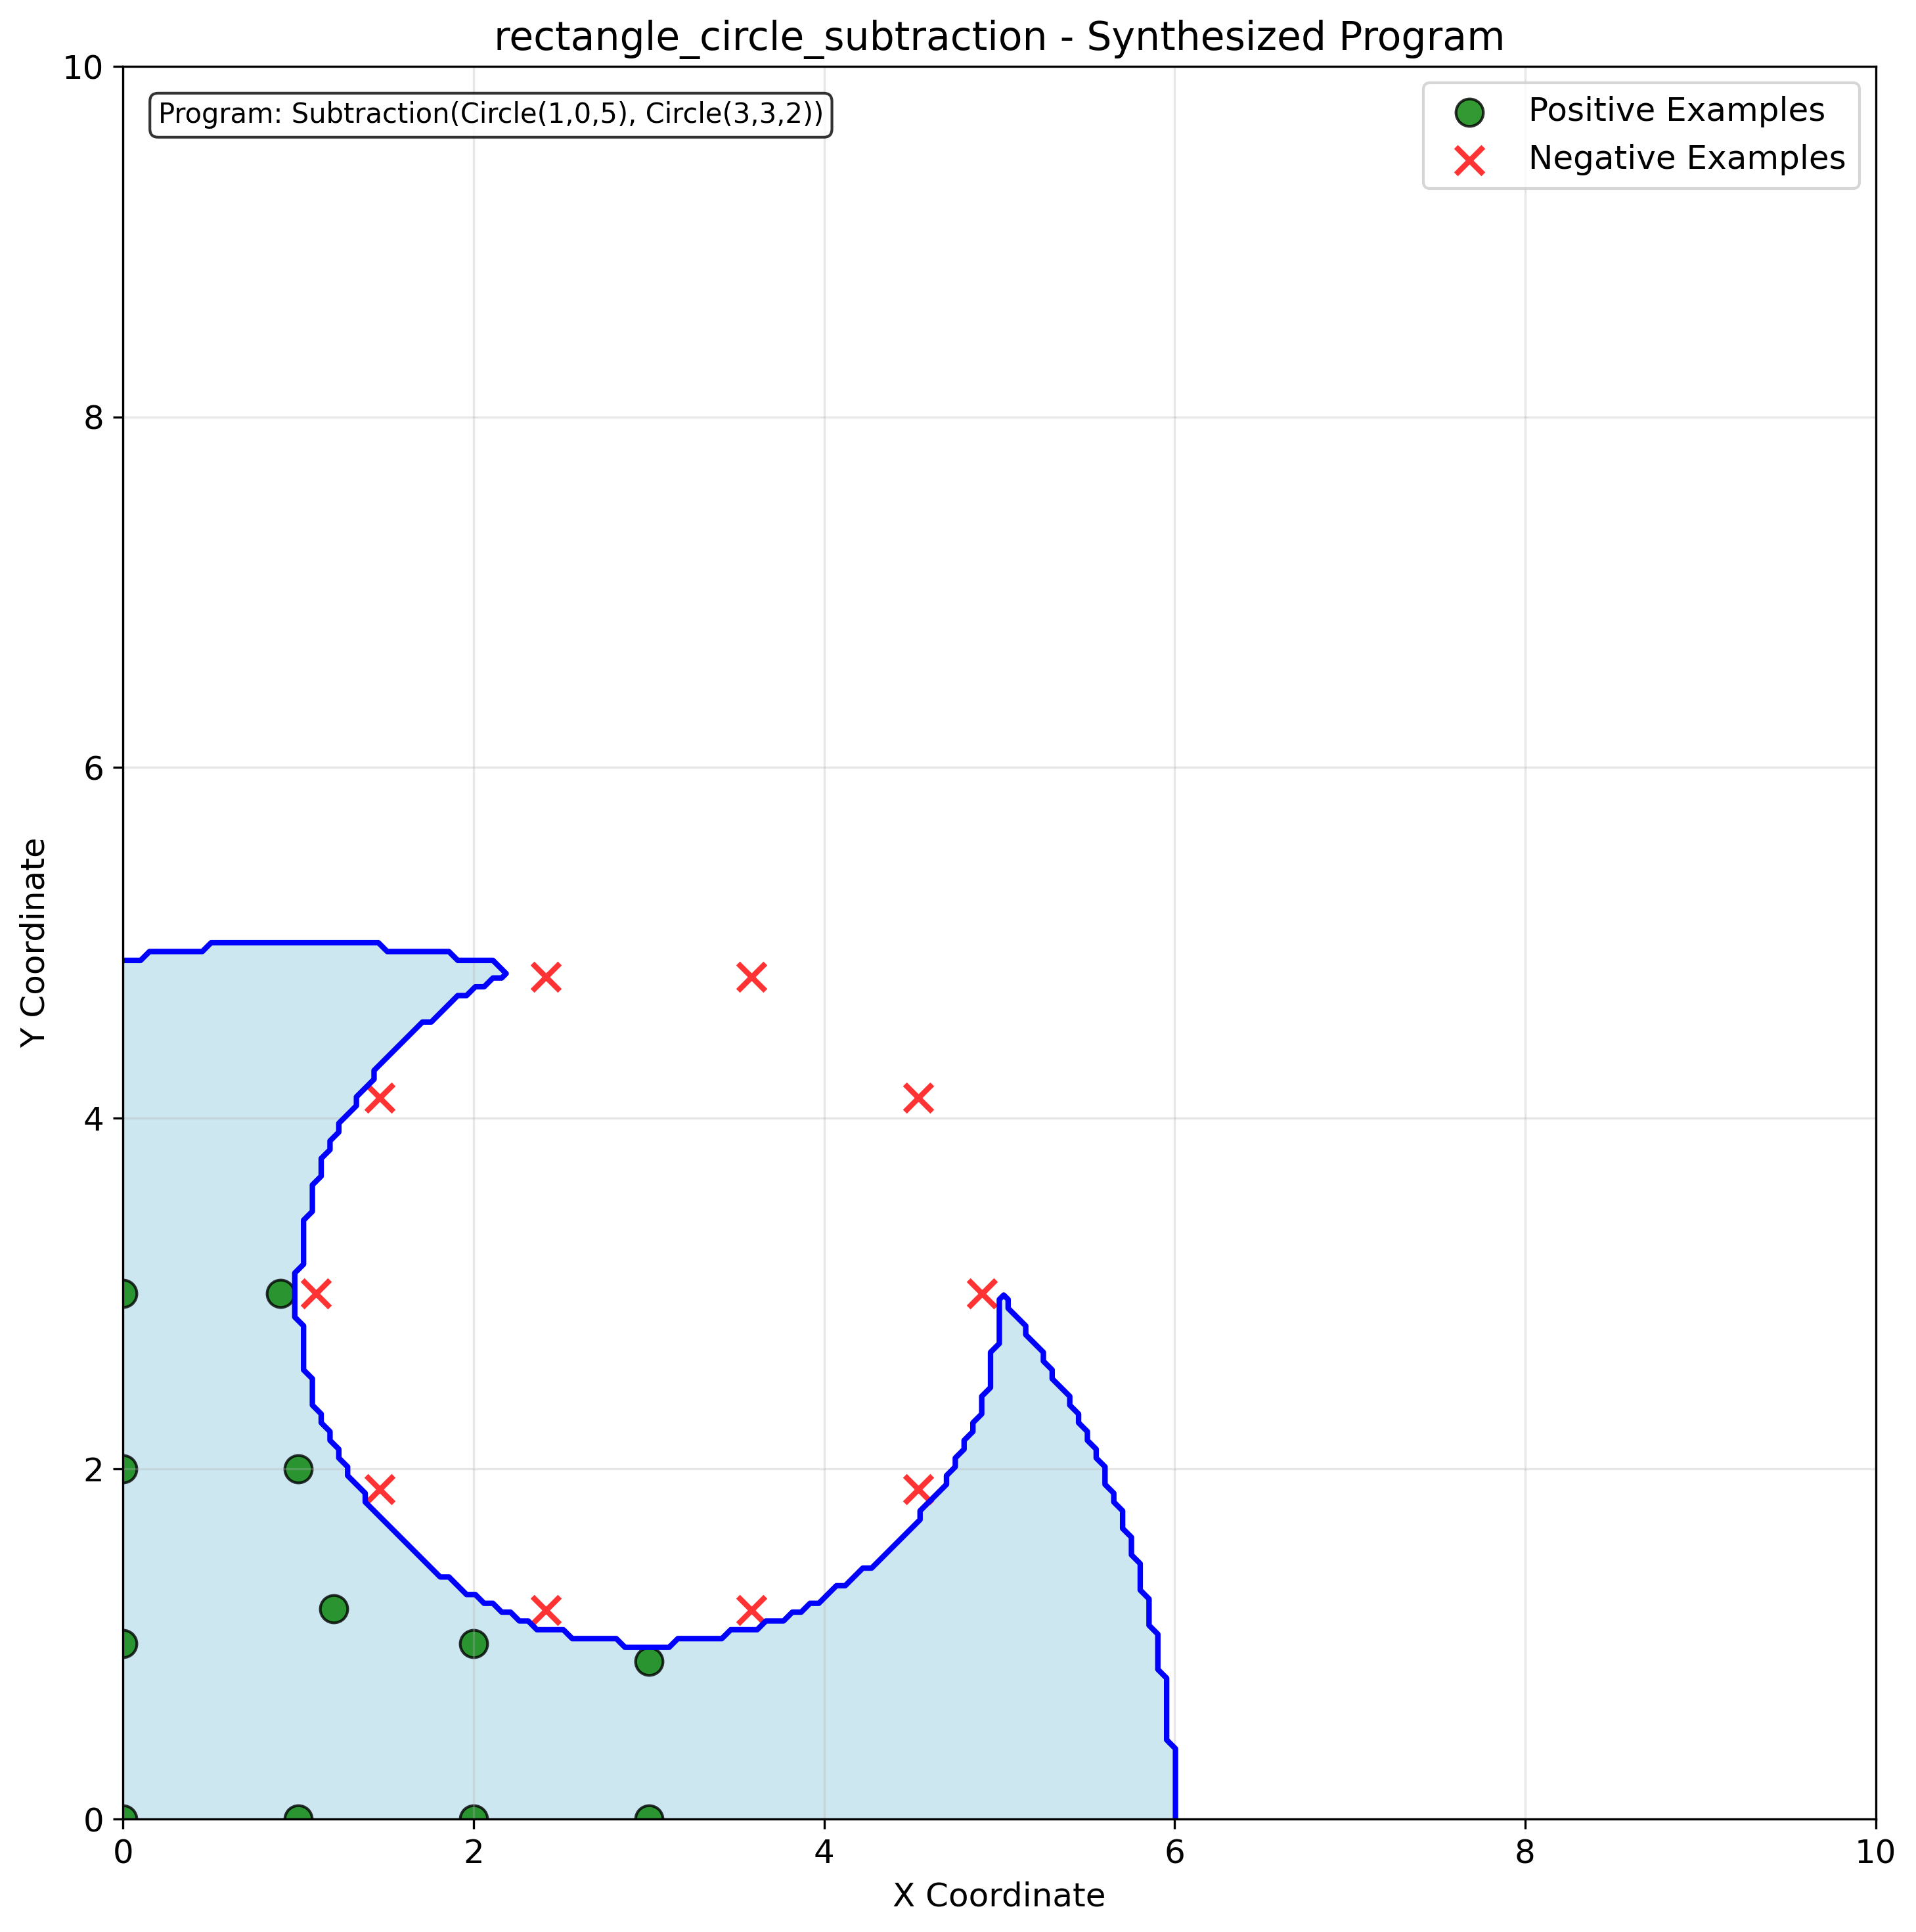 rectangle_circle_subtraction - Synthesized Program
Program: Subtraction(Circle(1,0,5), Circle(3,3,2))
Positive Examples
Negative Examples
10
8
6
4
2
0
Y Coordinate
0 2 4 6 8 10
X Coordinate